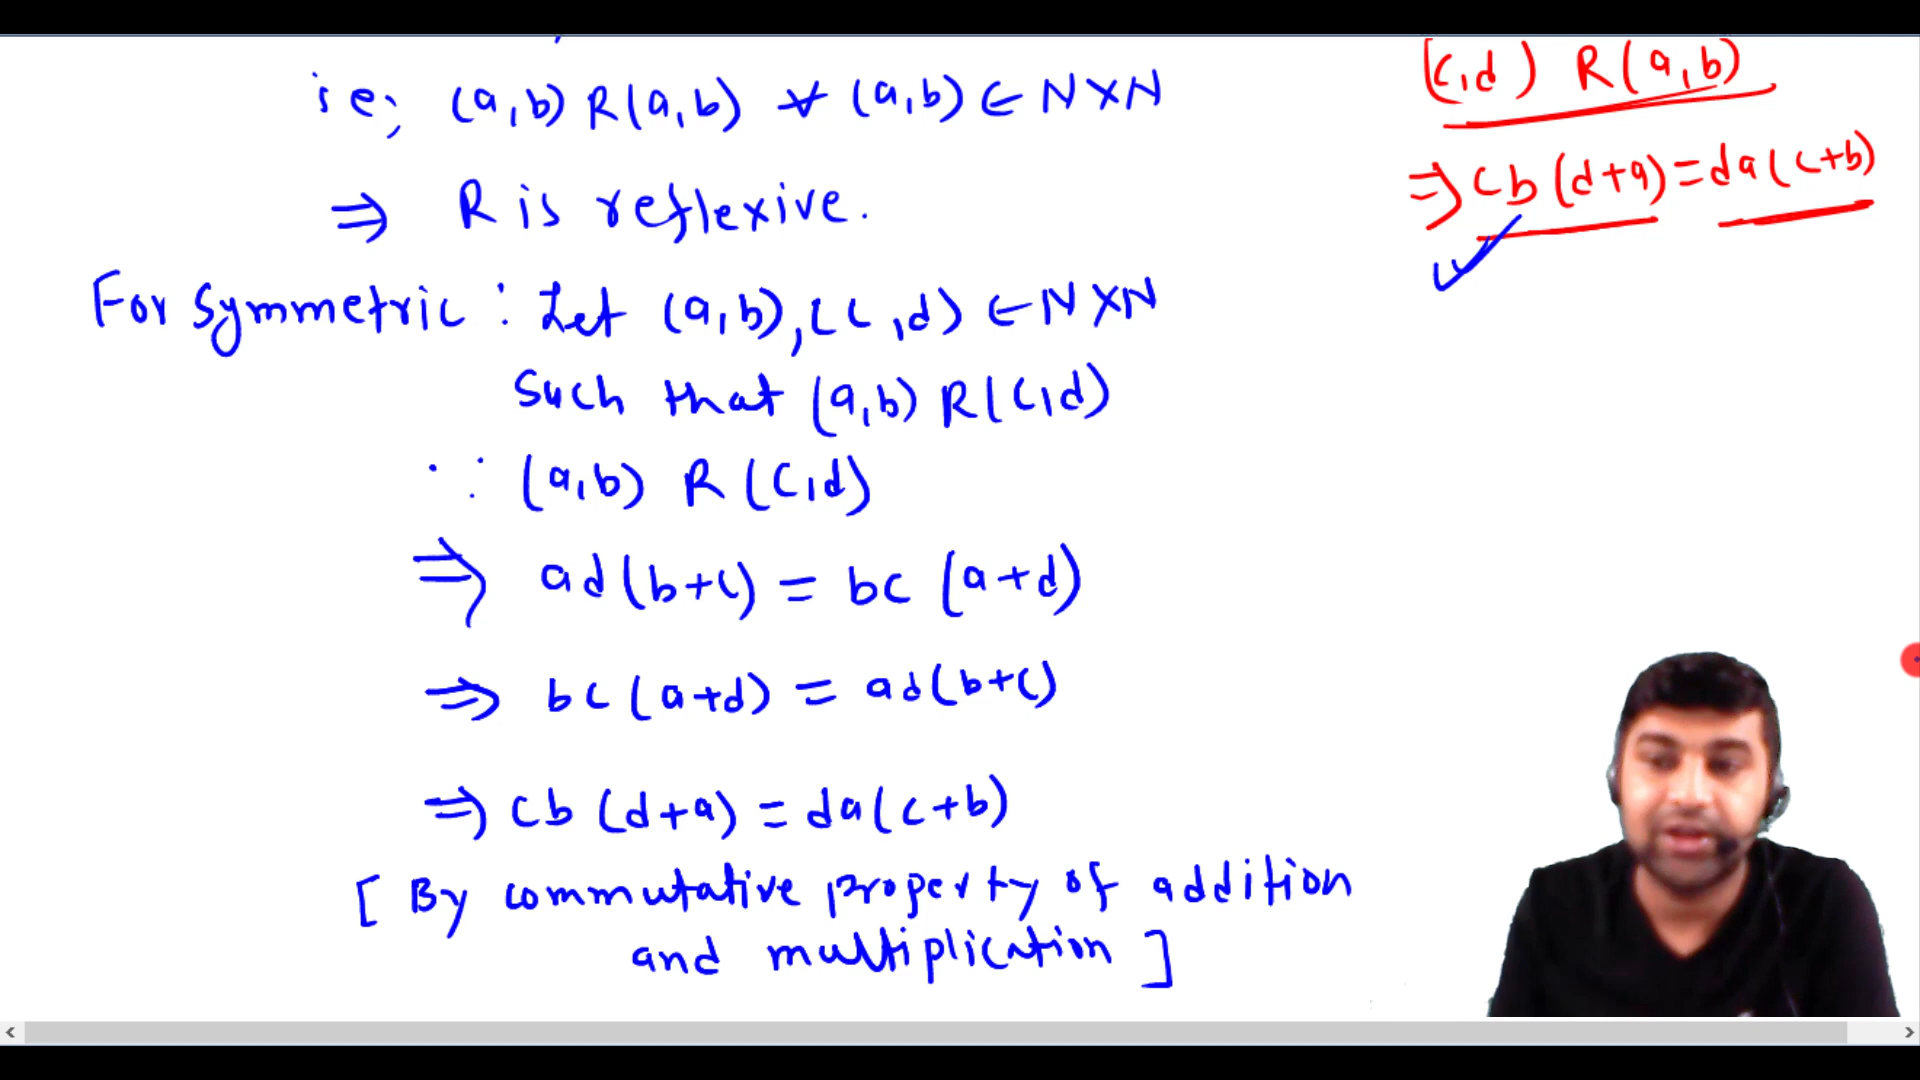 ie; (a,b) R(a,b) ∀ (a,b) ∈ N×N
⇒ R is reflexive.
For Symmetric : Let (a,b),(c,d) ∈ N×N
Such that (a,b) R(c,d)
∵ (a,b) R (c,d)
⇒ ad(b+c) = bc (a+d)
⇒ bc(a+d) = ad(b+c)
⇒ cb (d+a) = da(c+b)
[ By commutative property of addition
and multiplication ]
(c,d) R(a,b)
⇒ cb (d+a) = da(c+b)